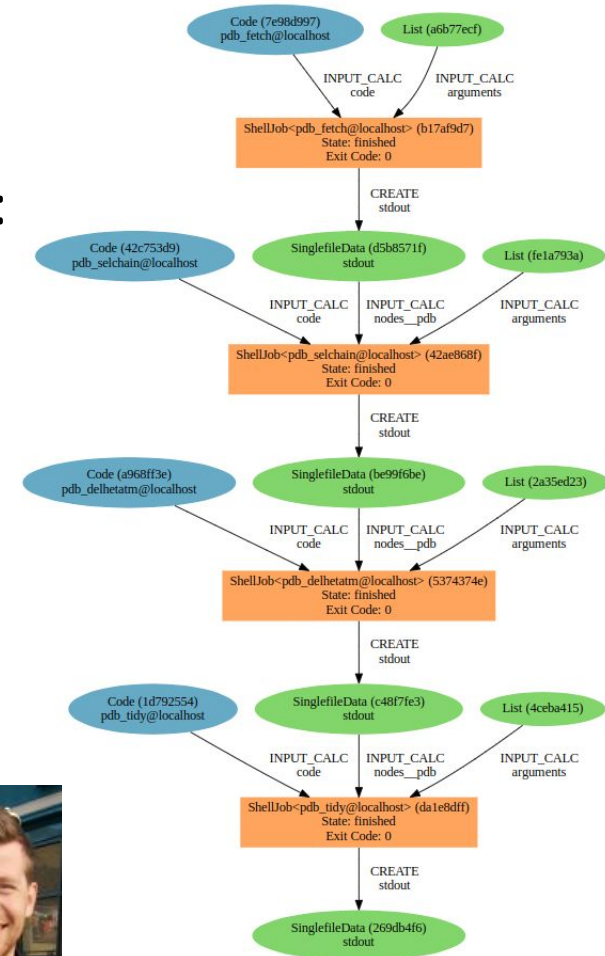 Code (7e98d997)
pdb_fetch@localhost
List (a6b77ecf)
INPUT_CALC
code
INPUT_CALC
arguments
ShellJob<pdb_fetch@localhost> (b17af9d7)
State: finished
Exit Code: 0
CREATE
stdout
:
Code (42c753d9)
pdb_selchain@localhost
SinglefileData (d5b8571f)
stdout
List (fe1a793a)
INPUT_CALC
code
INPUT_CALC
nodes__pdb
INPUT_CALC
arguments
ShellJob<pdb_selchain@localhost> (42ae868f)
State: finished
Exit Code: 0
CREATE
stdout
Code (a968ff3e)
pdb_delhetatm@localhost
SinglefileData (be99f6be)
stdout
List (2a35ed23)
INPUT_CALC
code
INPUT_CALC
nodes__pdb
INPUT_CALC
arguments
ShellJob<pdb_delhetatm@localhost> (5374374e)
State: finished
Exit Code: 0
CREATE
stdout
Code (1d792554)
pdb_tidy@localhost
SinglefileData (c48f7fe3)
stdout
List (4ceba415)
INPUT_CALC
code
INPUT_CALC
nodes__pdb
INPUT_CALC
arguments
ShellJob<pdb_tidy@localhost> (da1e8dff)
State: finished
Exit Code: 0
CREATE
stdout
SinglefileData (269db4f6)
stdout